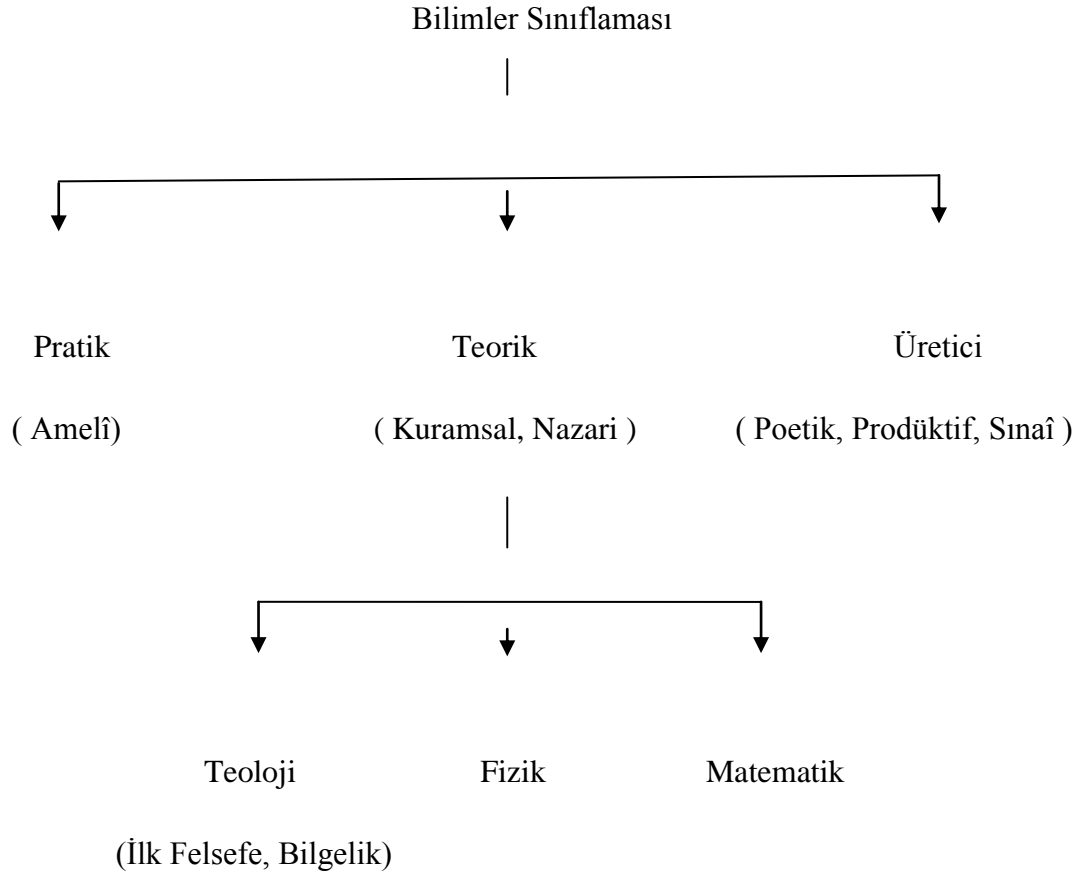 Bilimler Sınıflaması
Pratik Teorik Üretici
( Amelî) ( Kuramsal, Nazari ) ( Poetik, Prodüktif, Sınaî )
Teoloji Fizik Matematik
(İlk Felsefe, Bilgelik)